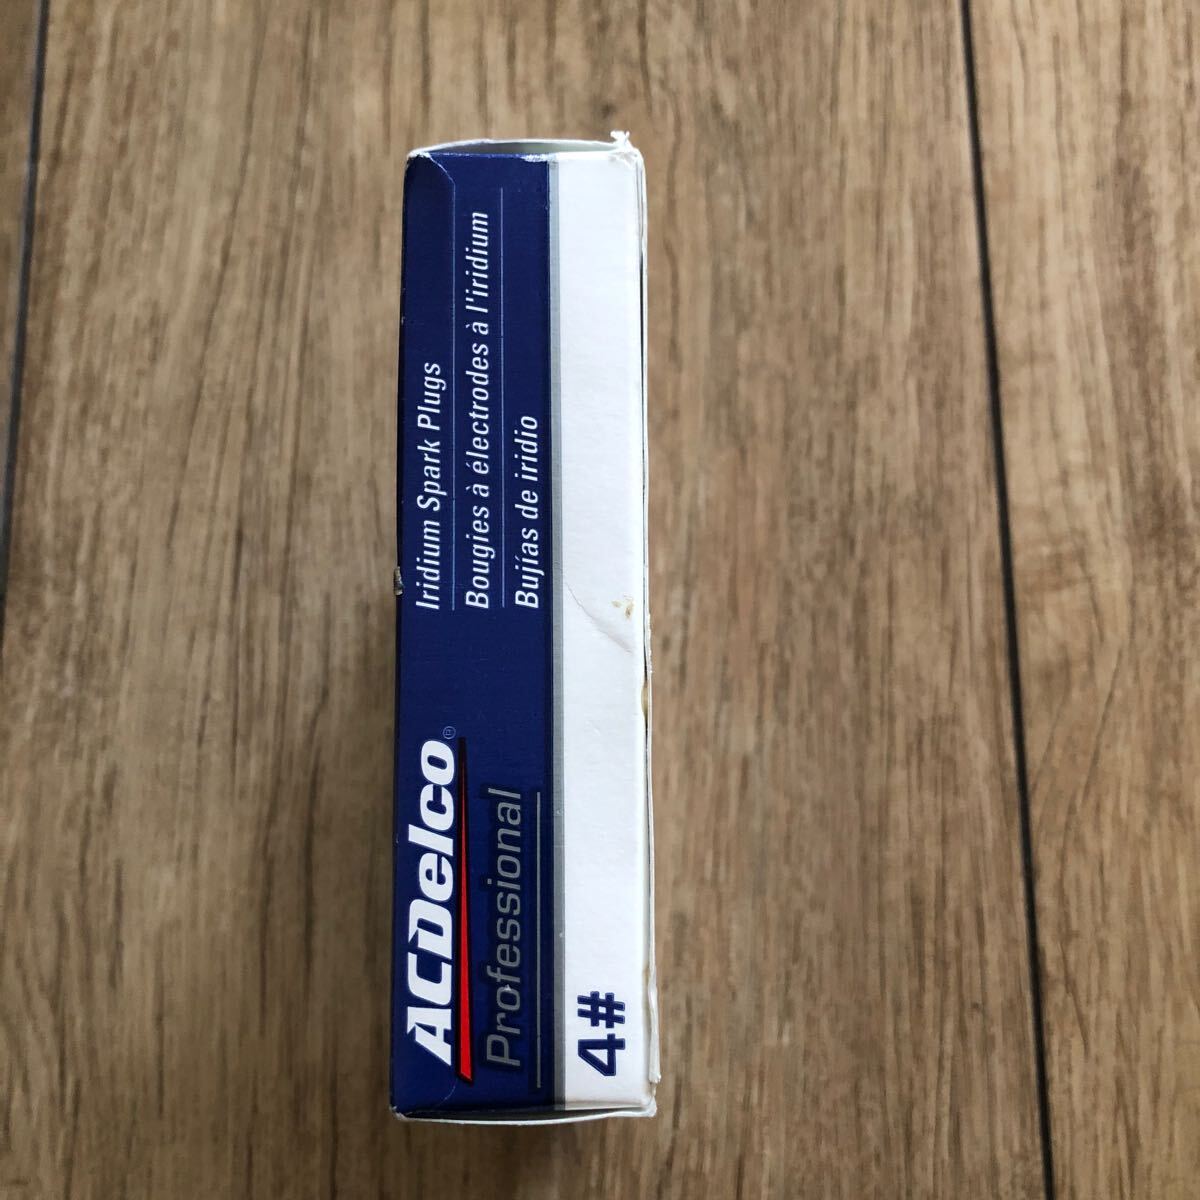 ACDelco®
Professional
Iridium Spark Plugs
Bougies à électrodes à l'iridium
Bujías de iridio
4#